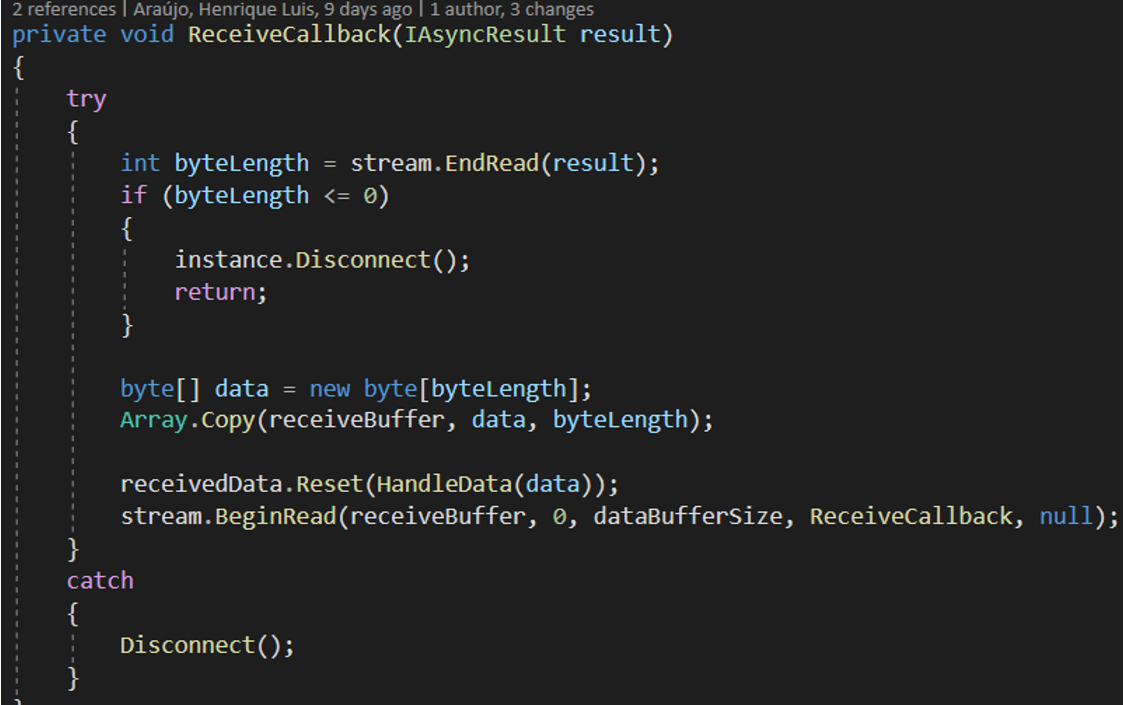 2 references | Araújo, Henrique Luis, 9 days ago | 1 author, 3 changes
private void ReceiveCallback(IAsyncResult result)
{
try
{
int byteLength = stream.EndRead(result);
if (byteLength <= 0)
{
instance.Disconnect();
return;
}
byte[] data = new byte[byteLength];
Array.Copy(receiveBuffer, data, byteLength);
receivedData.Reset(HandleData(data));
stream.BeginRead(receiveBuffer, 0, dataBufferSize, ReceiveCallback, null);
}
catch
{
Disconnect();
}
}